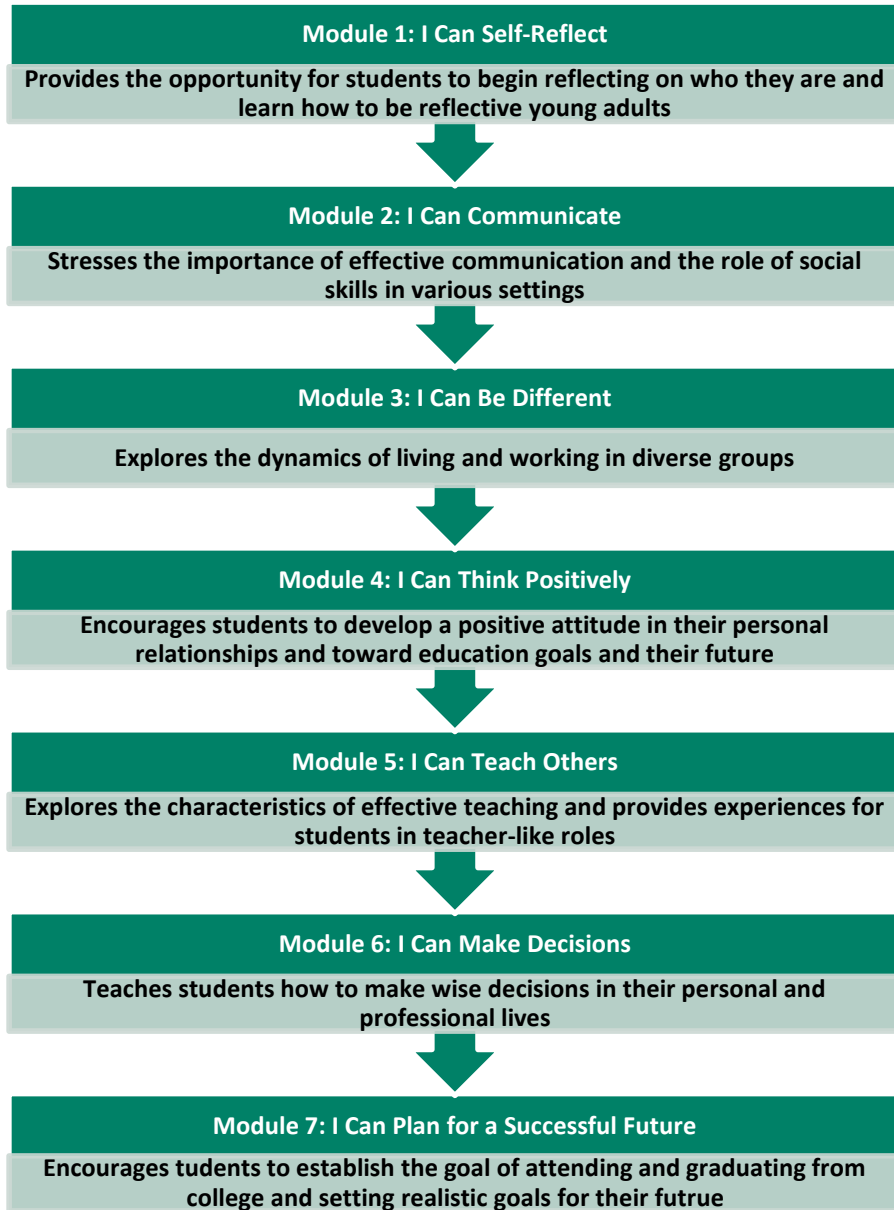 Module 1: I Can Self-Reflect
Provides the opportunity for students to begin reflecting on who they are and
learn how to be reflective young adults
Module 2: I Can Communicate
Stresses the importance of effective communication and the role of social
skills in various settings
Module 3: I Can Be Different
Explores the dynamics of living and working in diverse groups
Module 4: I Can Think Positively
Encourages students to develop a positive attitude in their personal
relationships and toward education goals and their future
Module 5: I Can Teach Others
Explores the characteristics of effective teaching and provides experiences for
students in teacher-like roles
Module 6: I Can Make Decisions
Teaches students how to make wise decisions in their personal and
professional lives
Module 7: I Can Plan for a Successful Future
Encourages tudents to establish the goal of attending and graduating from
college and setting realistic goals for their futrue